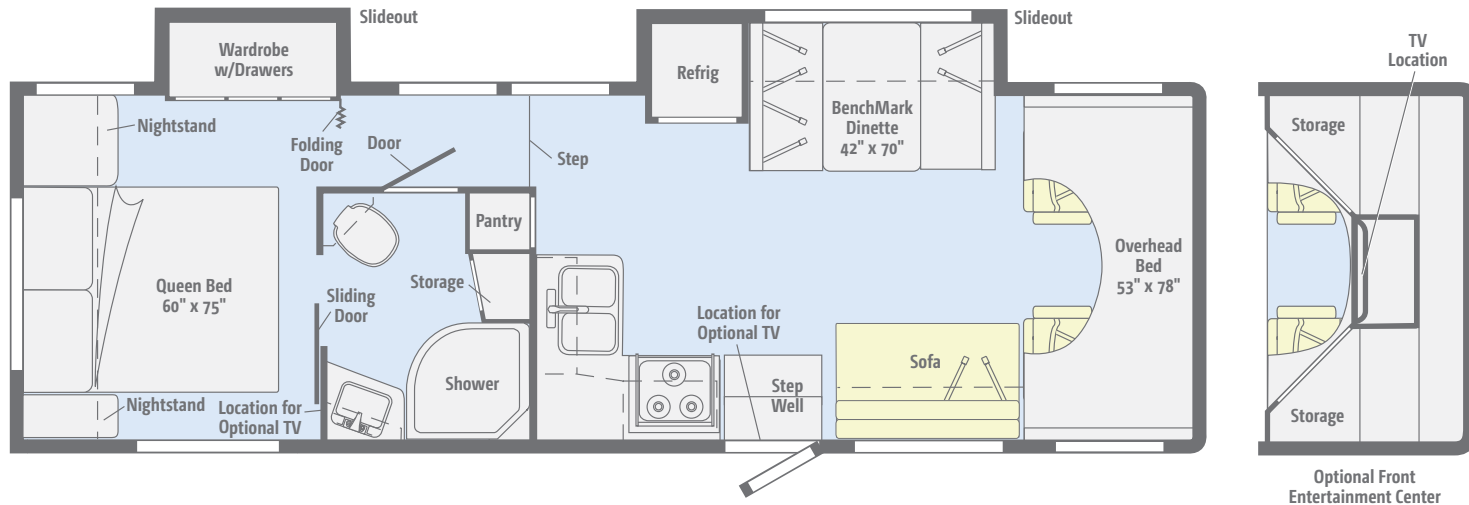 Slideout
Wardrobe
w/Drawers
Nightstand
Folding
Door
Door
Step
Slideout
Refrig
BenchMark
Dinette
42" x 70"
Queen Bed
60" x 75"
Sliding
Door
Pantry
Storage
Shower
Nightstand
Location for
Optional TV
Location for
Optional TV
Step
Well
Sofa
Overhead
Bed
53" x 78"
TV
Location
Storage
Storage
Optional Front
Entertainment Center